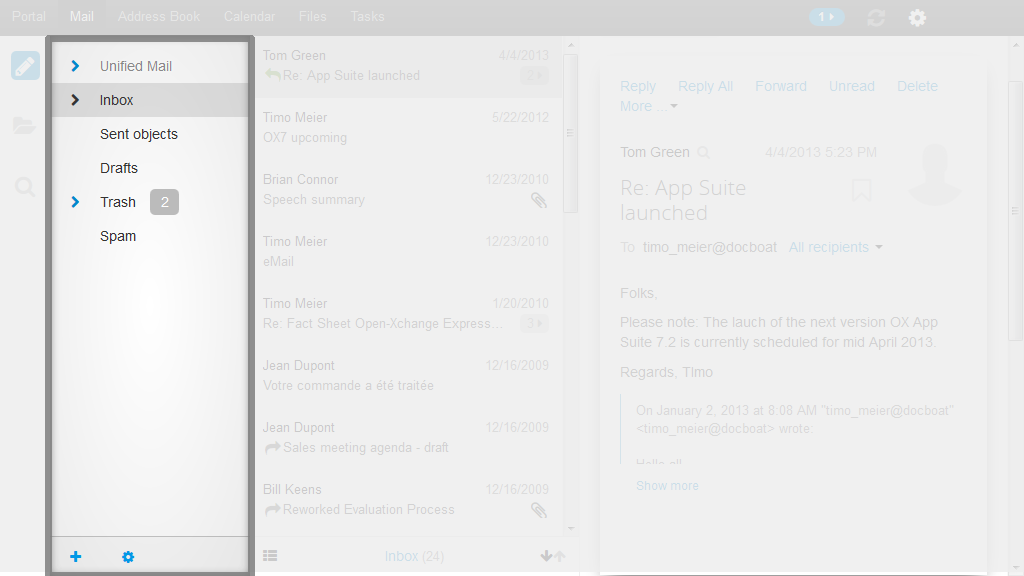 Portal Mail Address Book Calendar Files Tasks 1
Unified Mail
Inbox
Sent objects
Drafts
Trash 2
Spam
Tom Green 4/4/2013
Re: App Suite launched 2
Timo Meier 5/22/2012
OX7 upcoming
Brian Connor 12/23/2010
Speech summary
Timo Meier 12/23/2010
eMail
Timo Meier 1/20/2010
Re: Fact Sheet Open-Xchange Express... 3
Jean Dupont 12/16/2009
Votre commande a été traitée
Jean Dupont 12/16/2009
Sales meeting agenda - draft
Bill Keens 12/16/2009
Reworked Evaluation Process
Inbox (24)
Reply Reply All Forward Unread Delete
More ...
Tom Green 4/4/2013 5:23 PM
Re: App Suite
launched
To timo_meier@docboat All recipients
Folks,
Please note: The lauch of the next version OX App
Suite 7.2 is currently scheduled for mid April 2013.
Regards, TImo
On January 2, 2013 at 8:08 AM "timo_meier@docboat"
<timo_meier@docboat> wrote:
Hello all
Show more